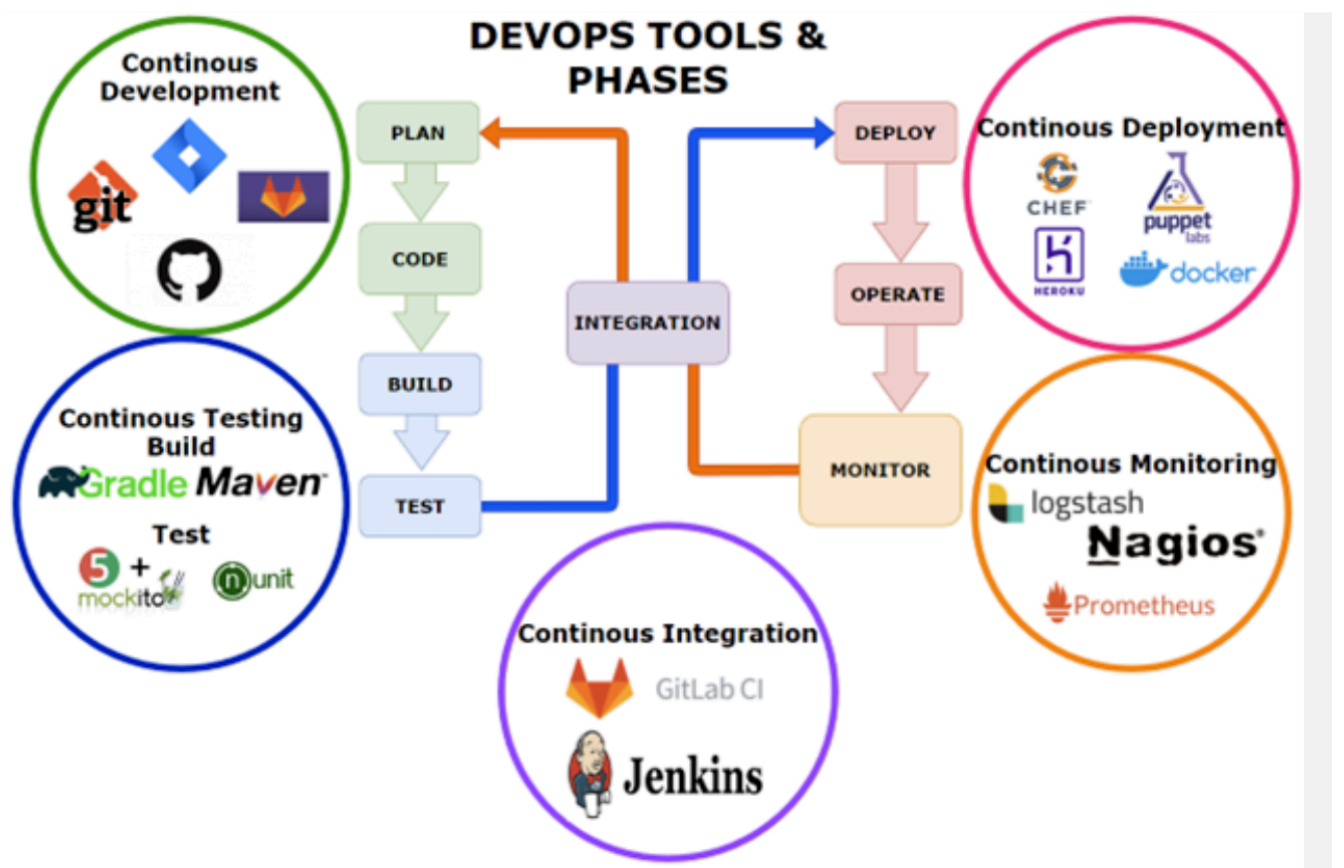 DEVOPS TOOLS &
PHASES
Continous
Development
git
PLAN
CODE
BUILD
TEST
INTEGRATION
DEPLOY
OPERATE
MONITOR
Continous Deployment
CHEF
puppet
labs
HEROKU
docker
Continous Testing
Build
Gradle Maven™
Test
5 +
mockito
nunit
Continous Monitoring
logstash
Nagios®
Prometheus
Continous Integration
GitLab CI
Jenkins